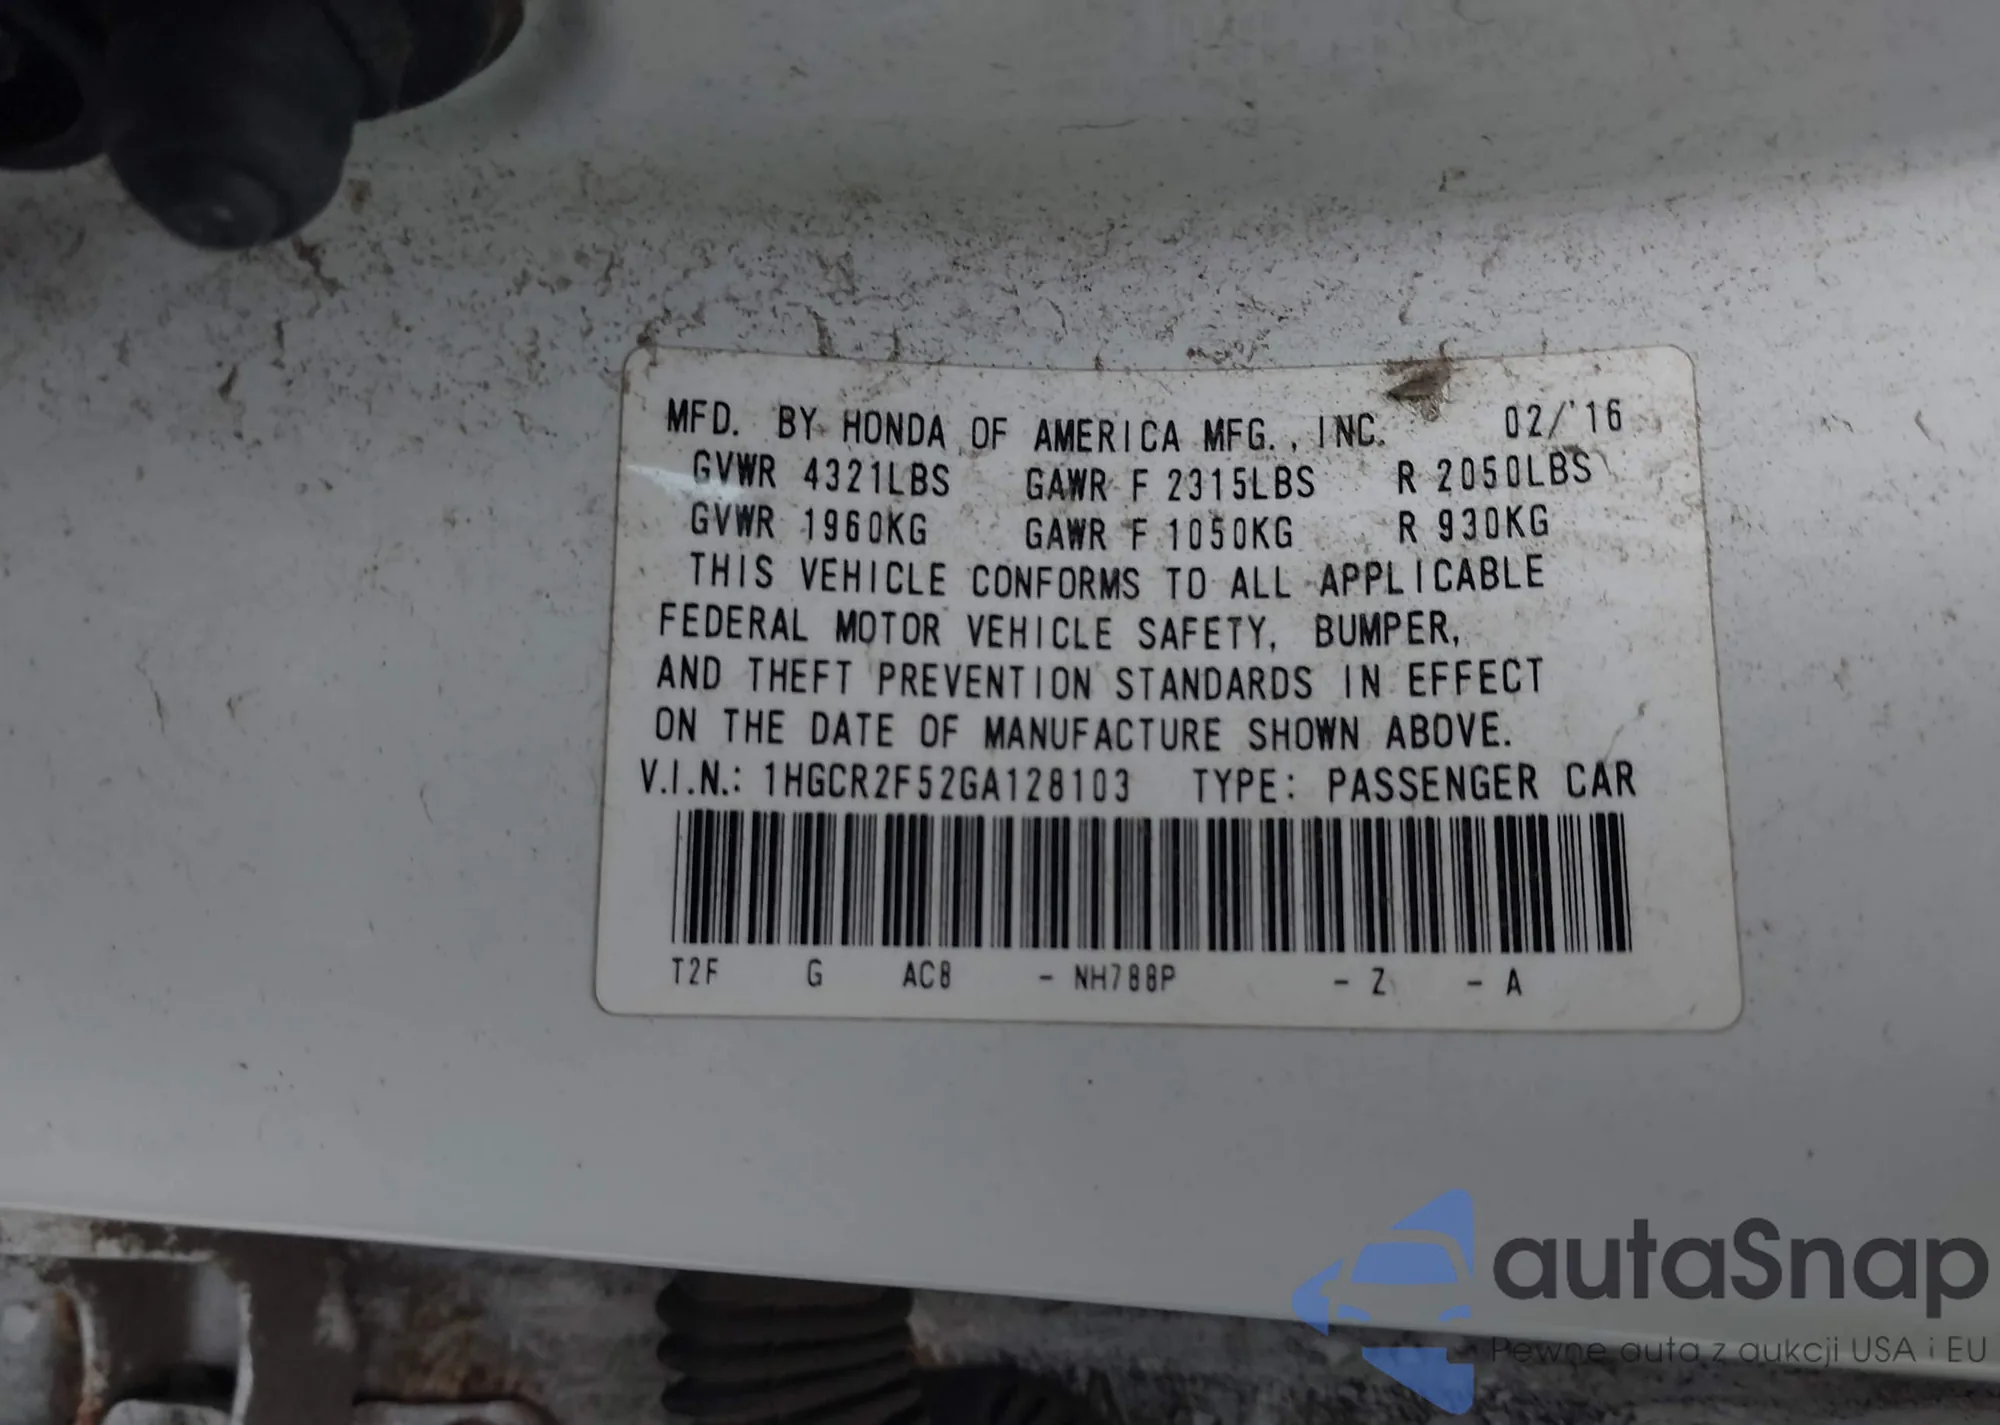 MFD. BY HONDA OF AMERICA MFG., INC. 02/'16
GVWR 4321LBS GAWR F 2315LBS R 2050LBS
GVWR 1960KG GAWR F 1050KG R 930KG
THIS VEHICLE CONFORMS TO ALL APPLICABLE
FEDERAL MOTOR VEHICLE SAFETY, BUMPER,
AND THEFT PREVENTION STANDARDS IN EFFECT
ON THE DATE OF MANUFACTURE SHOWN ABOVE.
V.I.N.: 1HGCR2F52GA128103 TYPE: PASSENGER CAR
T2F G AC8 - NH788P - Z - A
autaSnap
Pewne auta z aukcji USA i EU